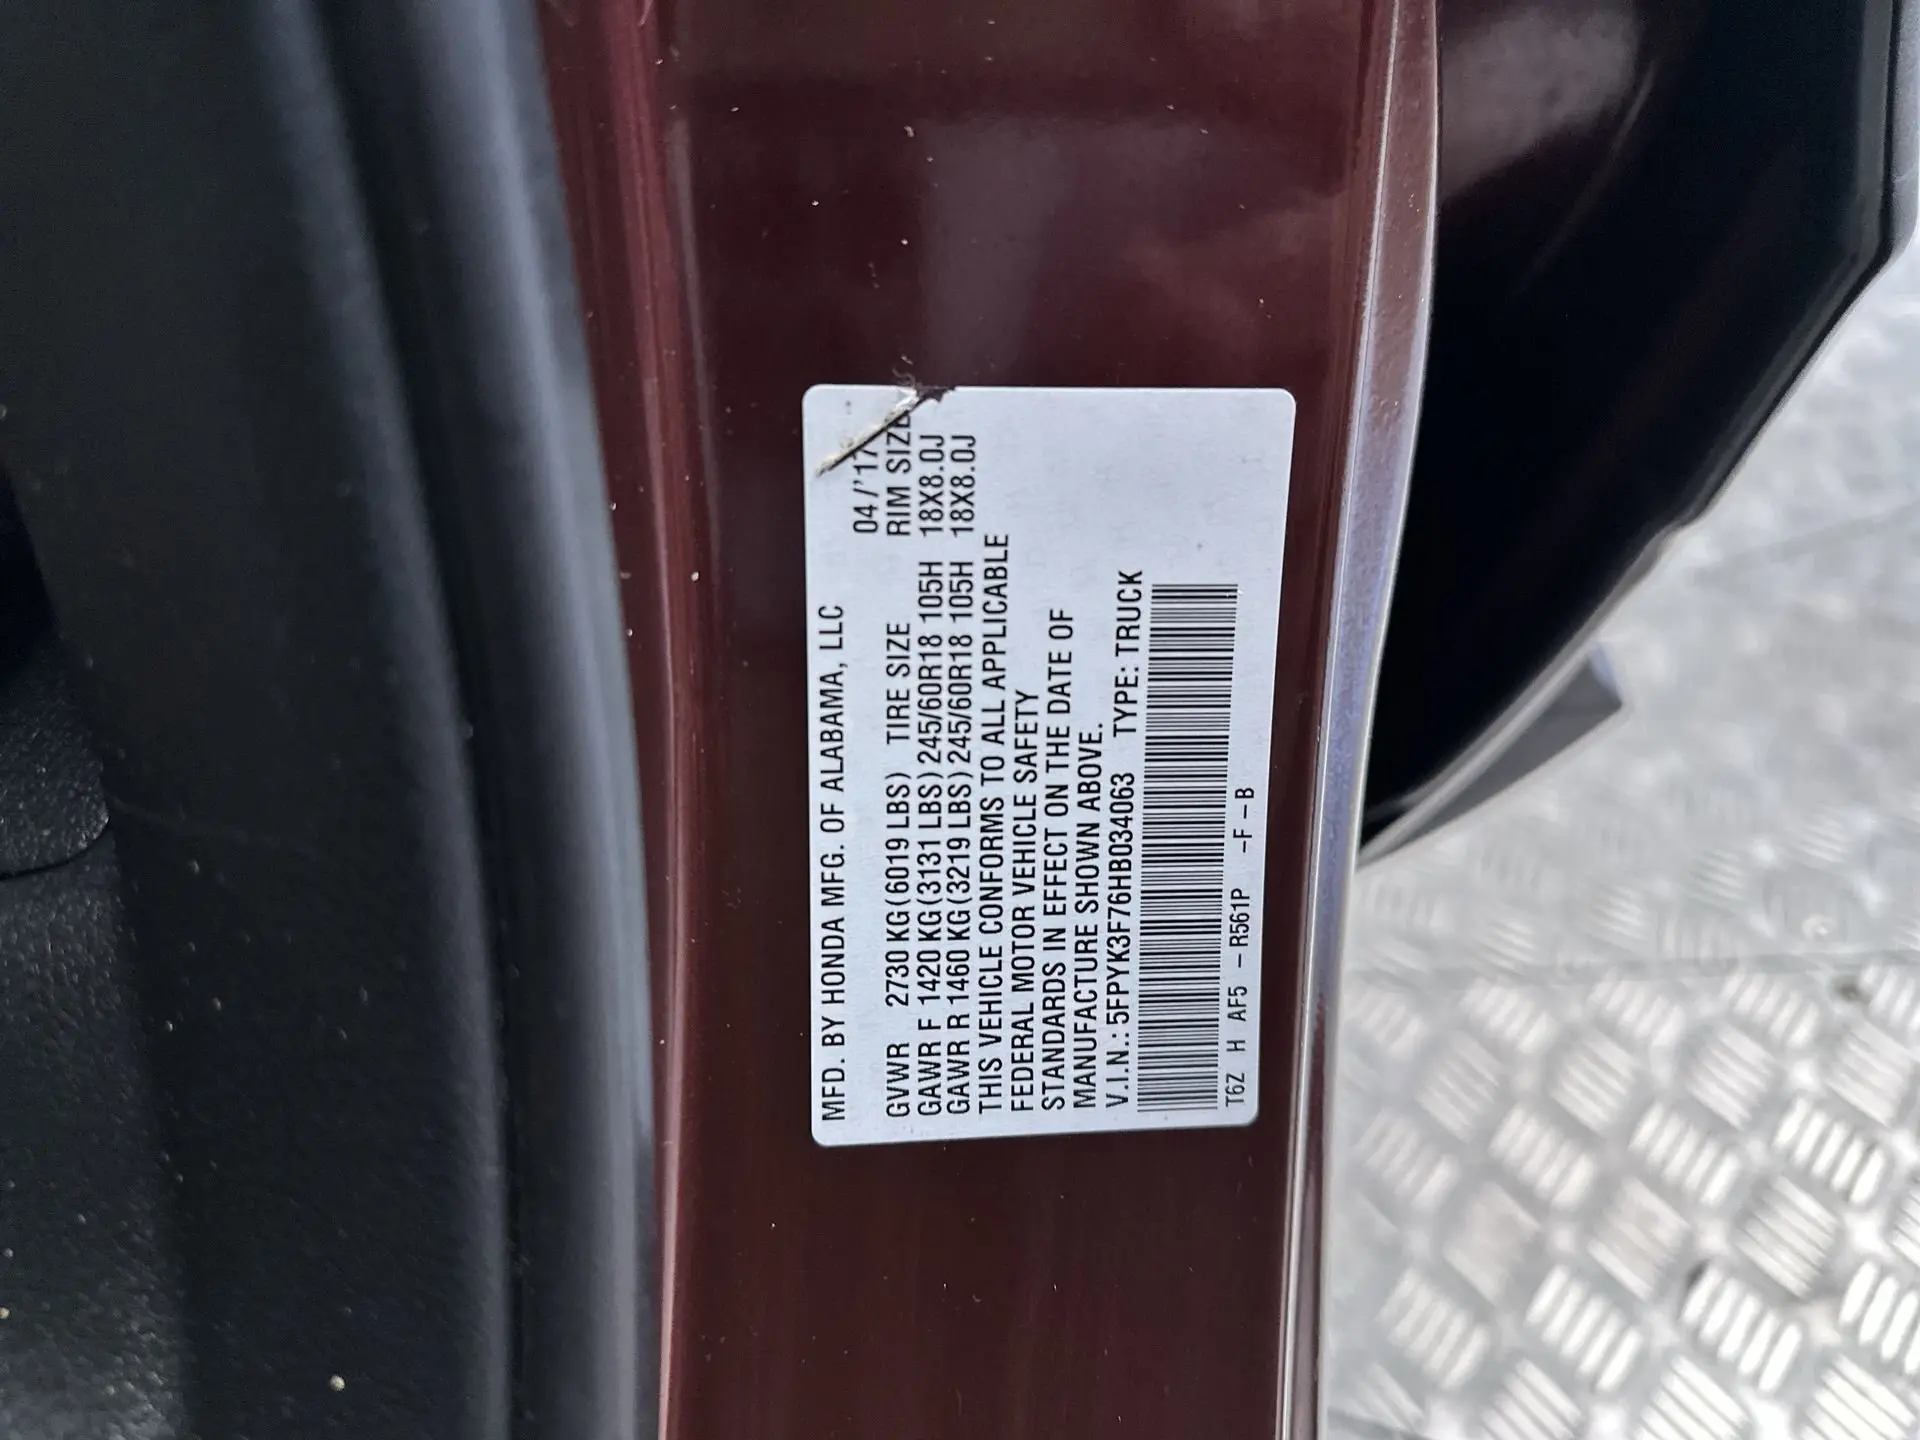 MFD. BY HONDA MFG. OF ALABAMA, LLC
04/'17
GVWR 2730 KG(6019 LBS) TIRE SIZE RIM SIZE
GAWR F 1420 KG(3131 LBS) 245/60R18 105H 18X8.0J
GAWR R 1460 KG(3219 LBS) 245/60R18 105H 18X8.0J
THIS VEHICLE CONFORMS TO ALL APPLICABLE
FEDERAL MOTOR VEHICLE SAFETY
STANDARDS IN EFFECT ON THE DATE OF
MANUFACTURE SHOWN ABOVE.
V.I.N.: 5FPYK3F76HB034063 TYPE: TRUCK
T6Z H AF5 – R561P –F–B